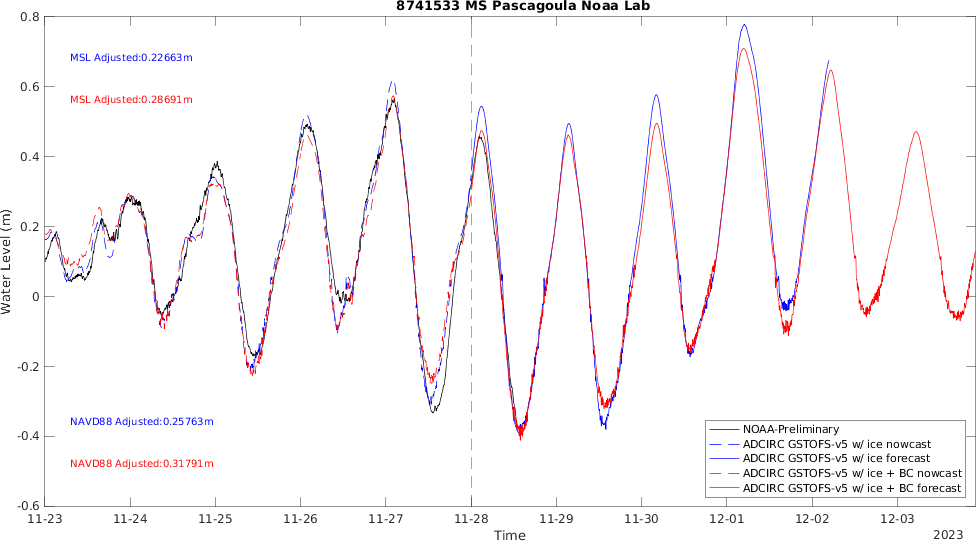 8741533 MS Pascagoula Noaa Lab
0.8
0.6
0.4
0.2
0
-0.2
-0.4
-0.6
Water Level (m)
MSL Adjusted:0.22663m
MSL Adjusted:0.28691m
NAVD88 Adjusted:0.25763m
NAVD88 Adjusted:0.31791m
NOAA-Preliminary
ADCIRC GSTOFS-v5 w/ ice nowcast
ADCIRC GSTOFS-v5 w/ ice forecast
ADCIRC GSTOFS-v5 w/ ice + BC nowcast
ADCIRC GSTOFS-v5 w/ ice + BC forecast
11-23 11-24 11-25 11-26 11-27 11-28 11-29 11-30 12-01 12-02 12-03
Time
2023